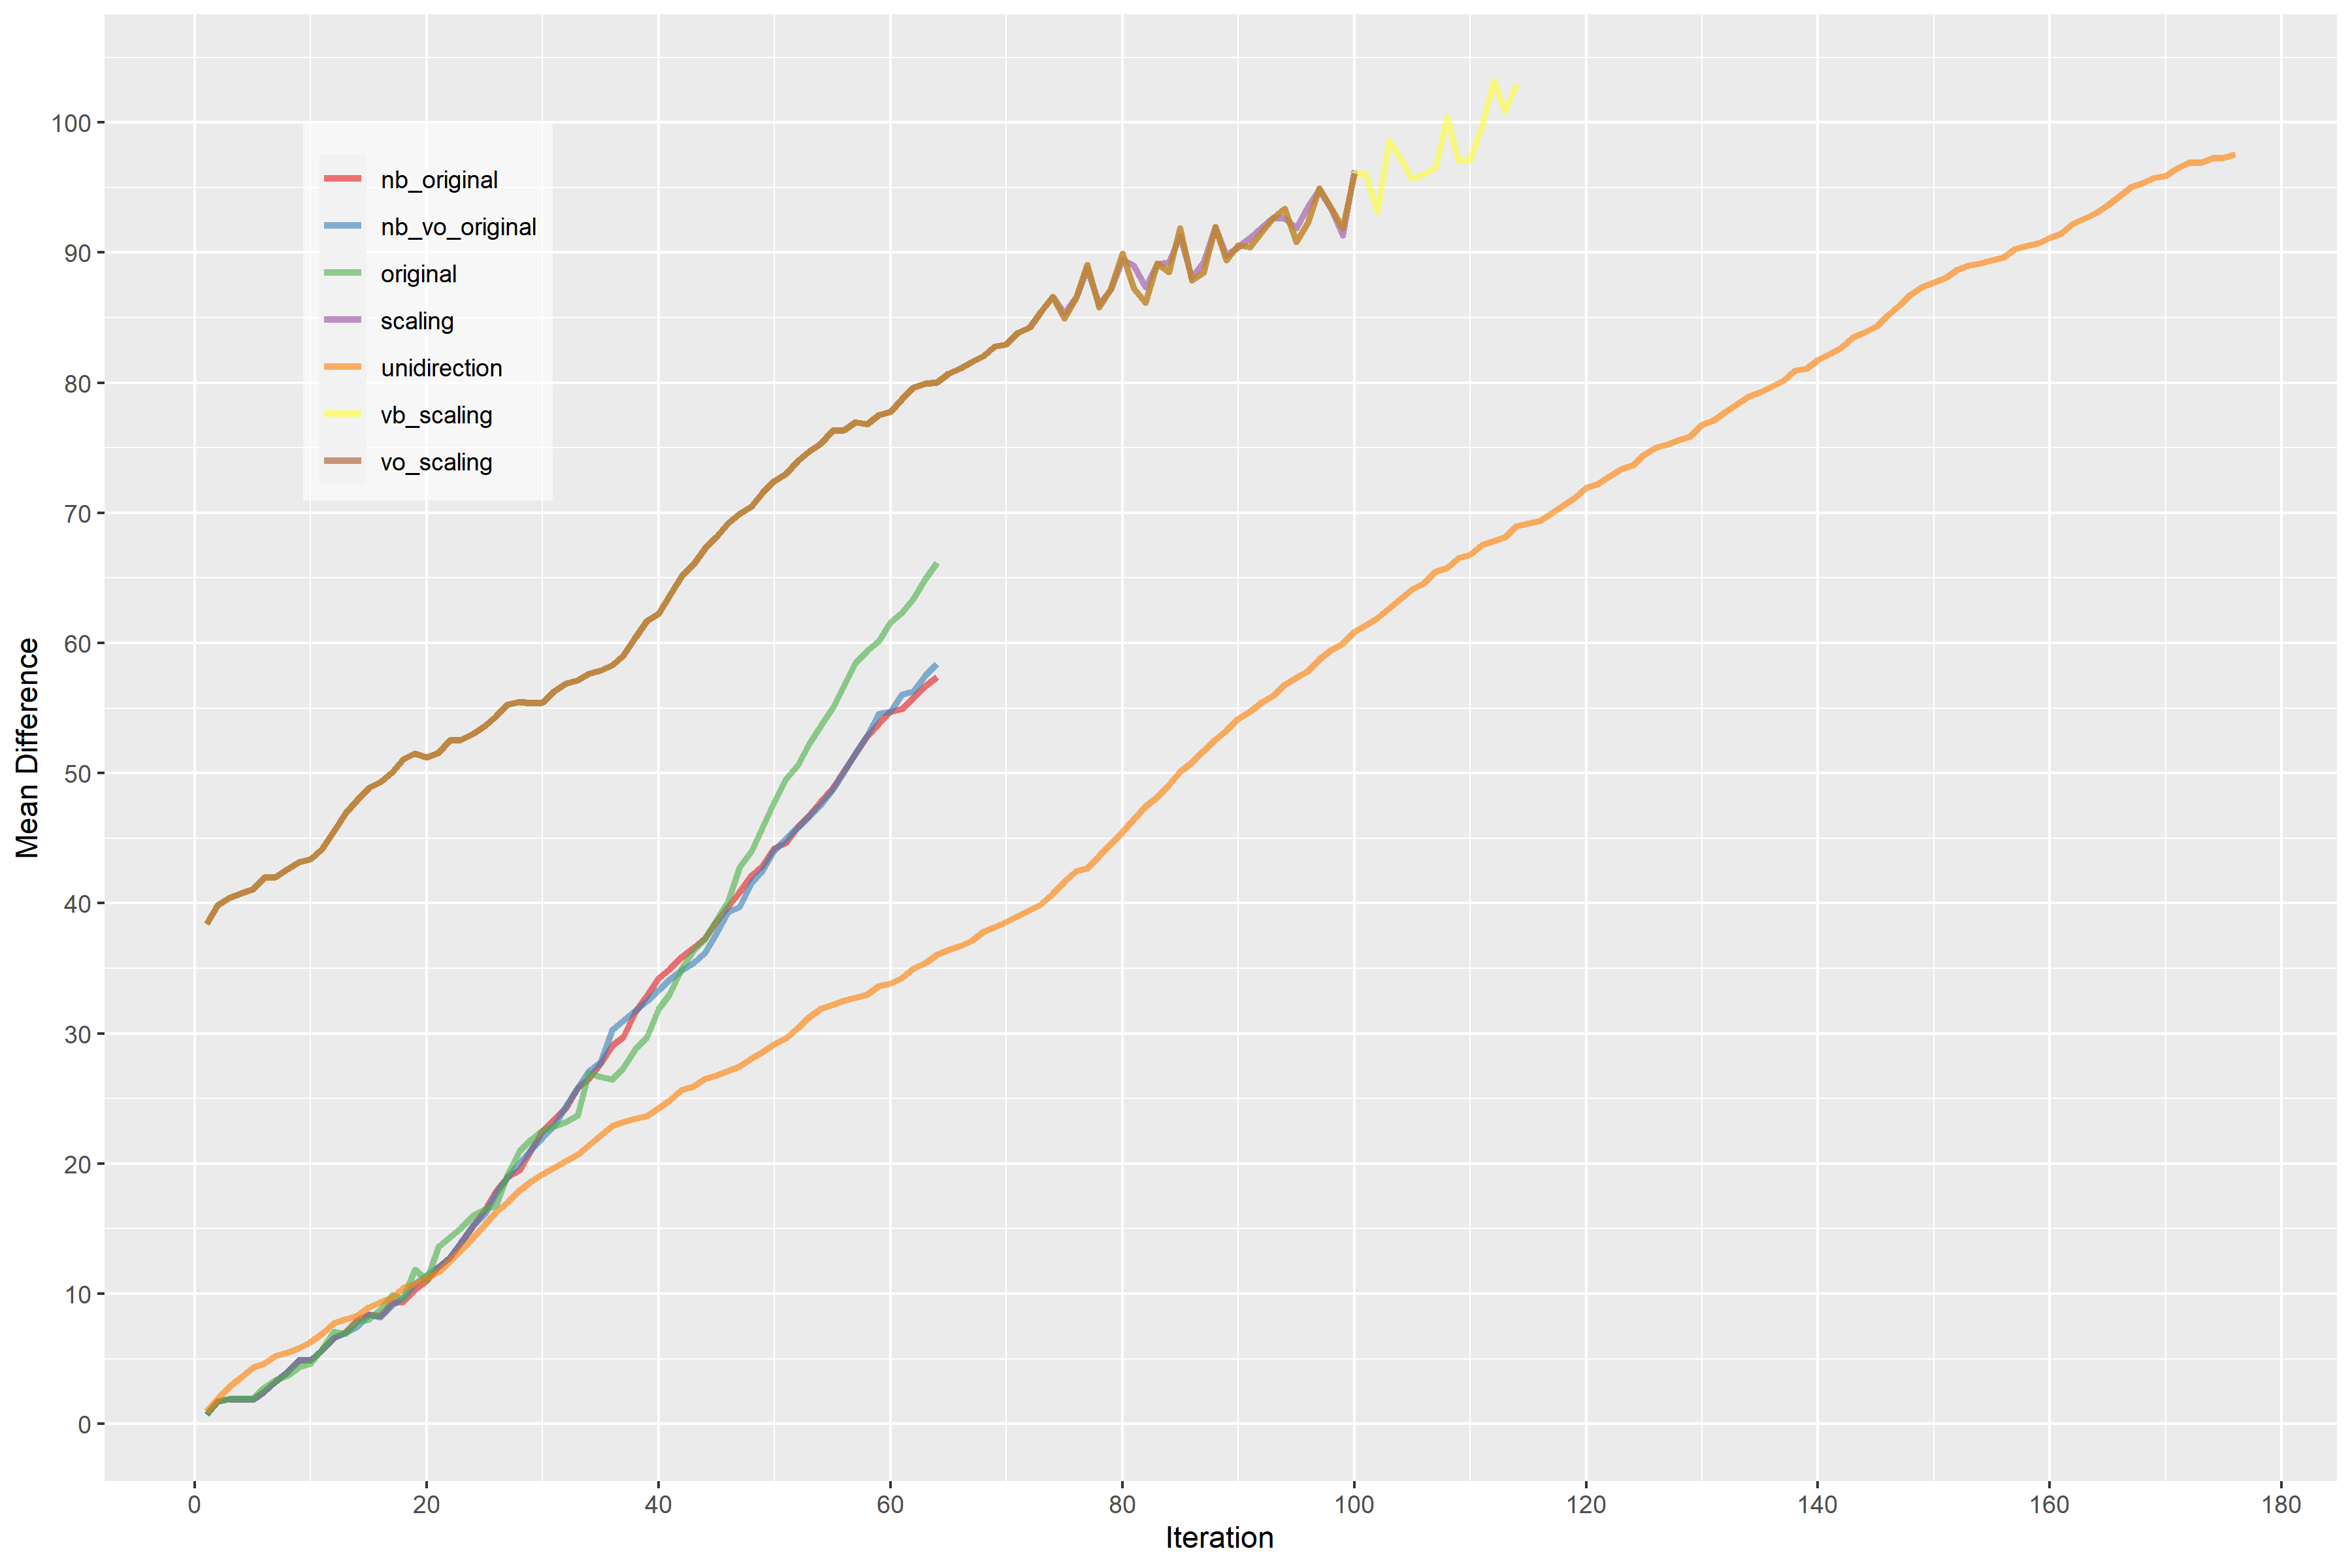 Mean Difference
100
90
80
70
60
50
40
30
20
10
0
nb_original
nb_vo_original
original
scaling
unidirection
vb_scaling
vo_scaling
0 20 40 60 80 100 120 140 160 180
Iteration